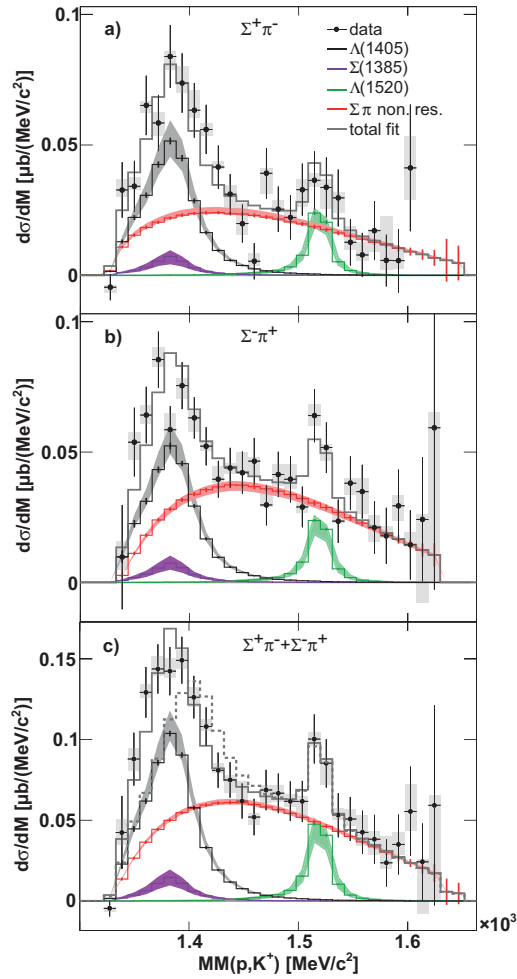 a) Σ⁺π⁻
data
Λ(1405)
Σ(1385)
Λ(1520)
Σπ non. res.
total fit
0.1
0.05
0
dσ/dM [μb/(MeV/c²)]
b) Σ⁻π⁺
0.1
0.05
0
dσ/dM [μb/(MeV/c²)]
c) Σ⁺π⁻+Σ⁻π⁺
0.15
0.1
0.05
0
dσ/dM [μb/(MeV/c²)]
1.4 1.5 1.6 ×10³
MM(p,K⁺) [MeV/c²]